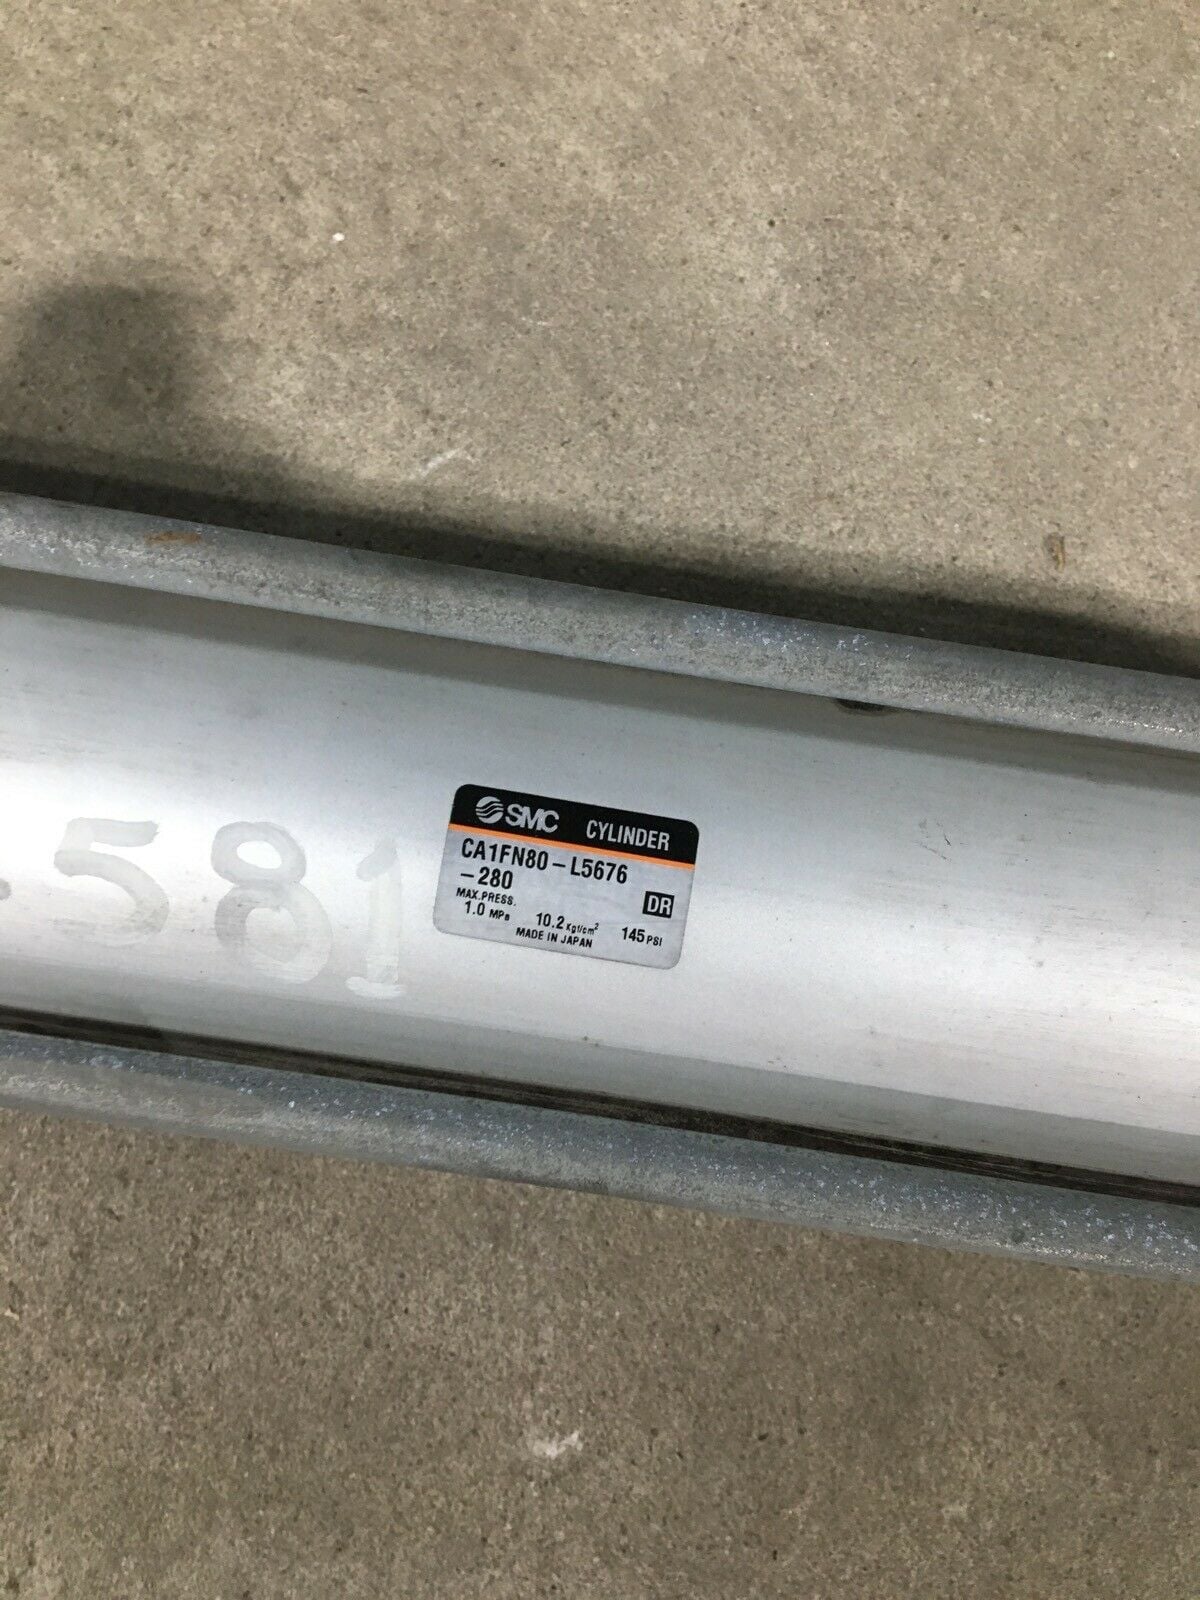 581
SMC CYLINDER
CA1FN80-L5676
-280
DR
MAX.PRESS.
1.0 MPa 10.2 Kgf/cm² 145 PSI
MADE IN JAPAN